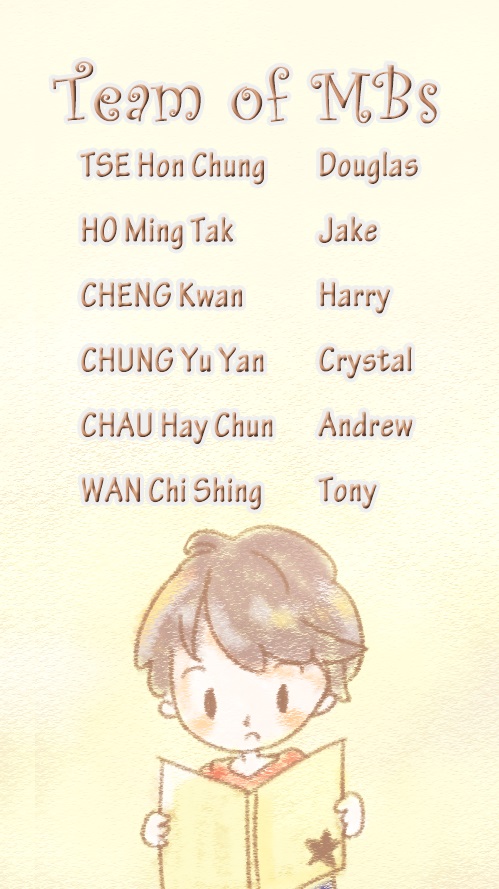 Team of MBs
TSE Hon Chung Douglas
HO Ming Tak Jake
CHENG Kwan Harry
CHUNG Yu Yan Crystal
CHAU Hay Chun Andrew
WAN Chi Shing Tony